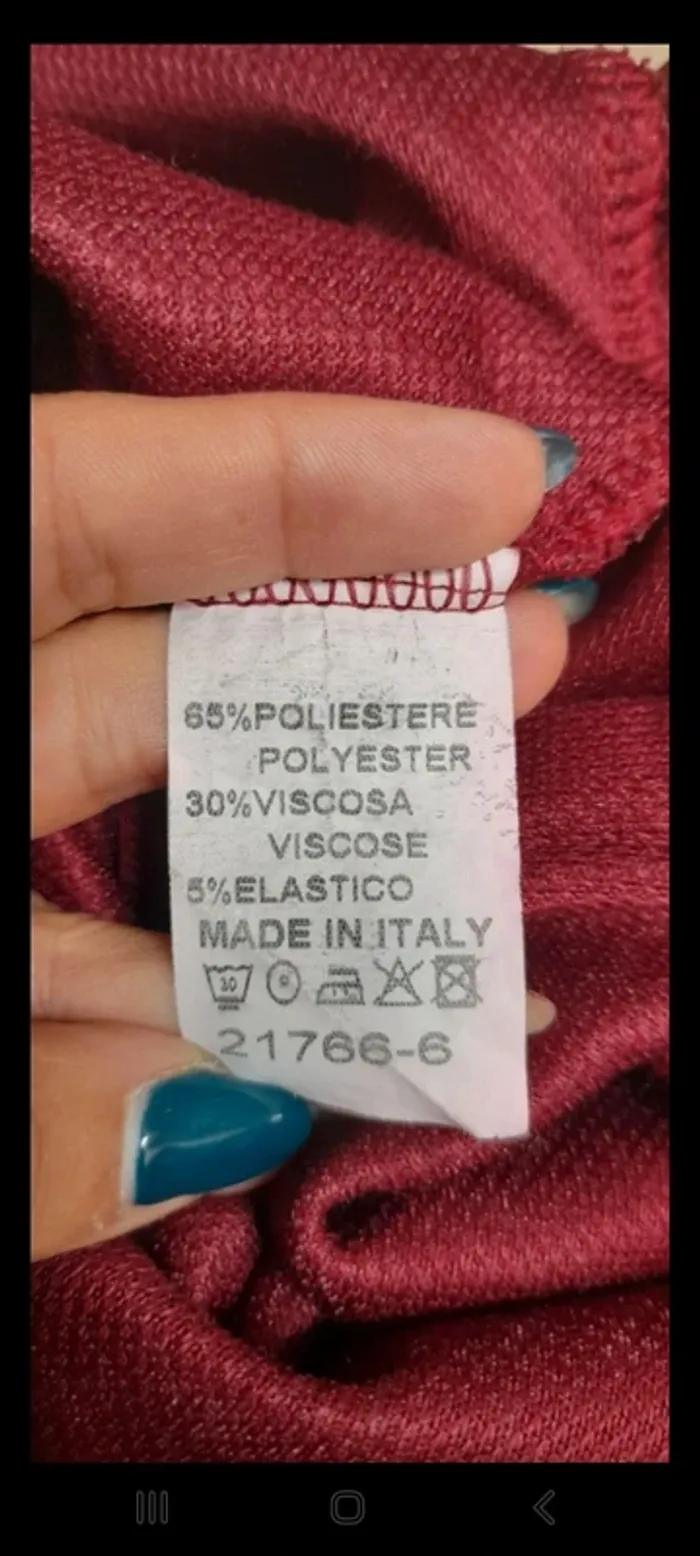 65%POLIESTERE
POLYESTER
30%VISCOSA
VISCOSE
5%ELASTICO
MADE IN ITALY
30
21766-6